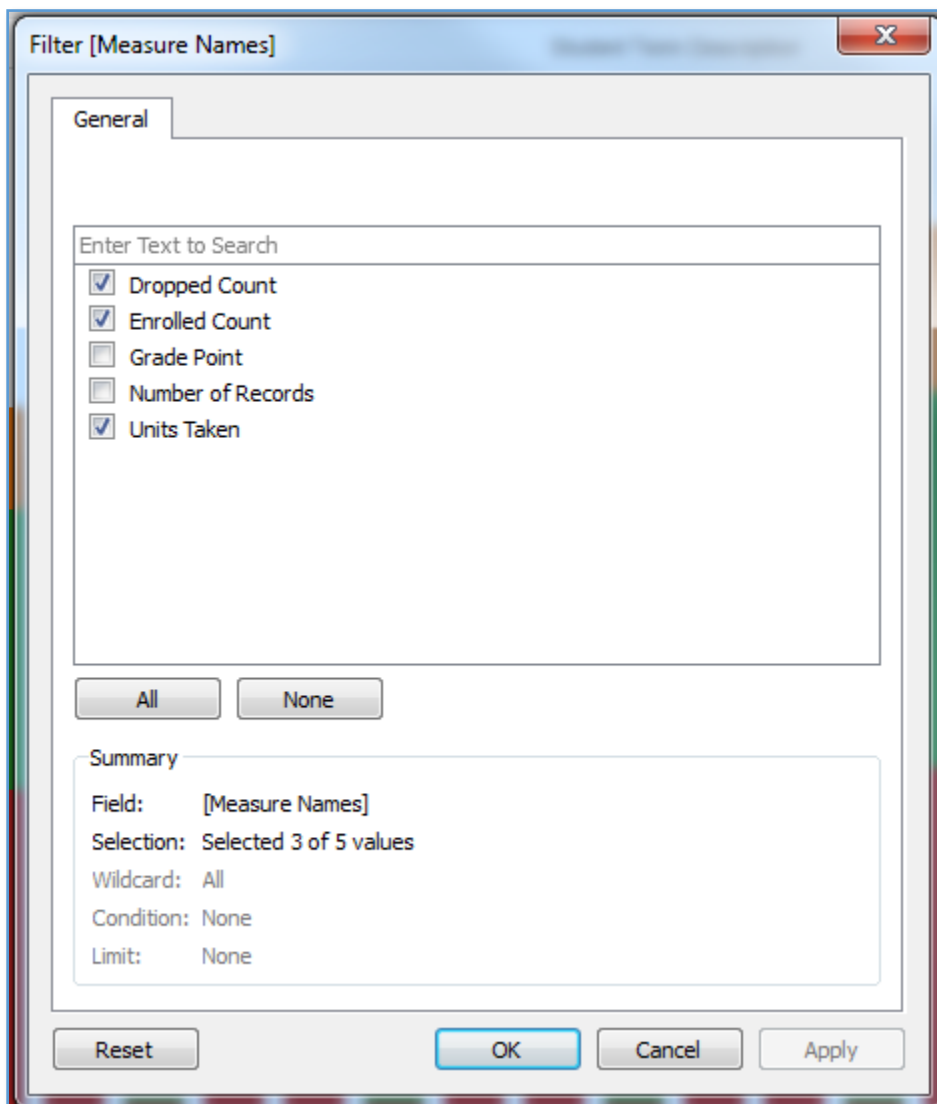 Filter [Measure Names]
General
Enter Text to Search
Dropped Count
Enrolled Count
Grade Point
Number of Records
Units Taken
All None
Summary
Field: [Measure Names]
Selection: Selected 3 of 5 values
Wildcard: All
Condition: None
Limit: None
Reset OK Cancel Apply